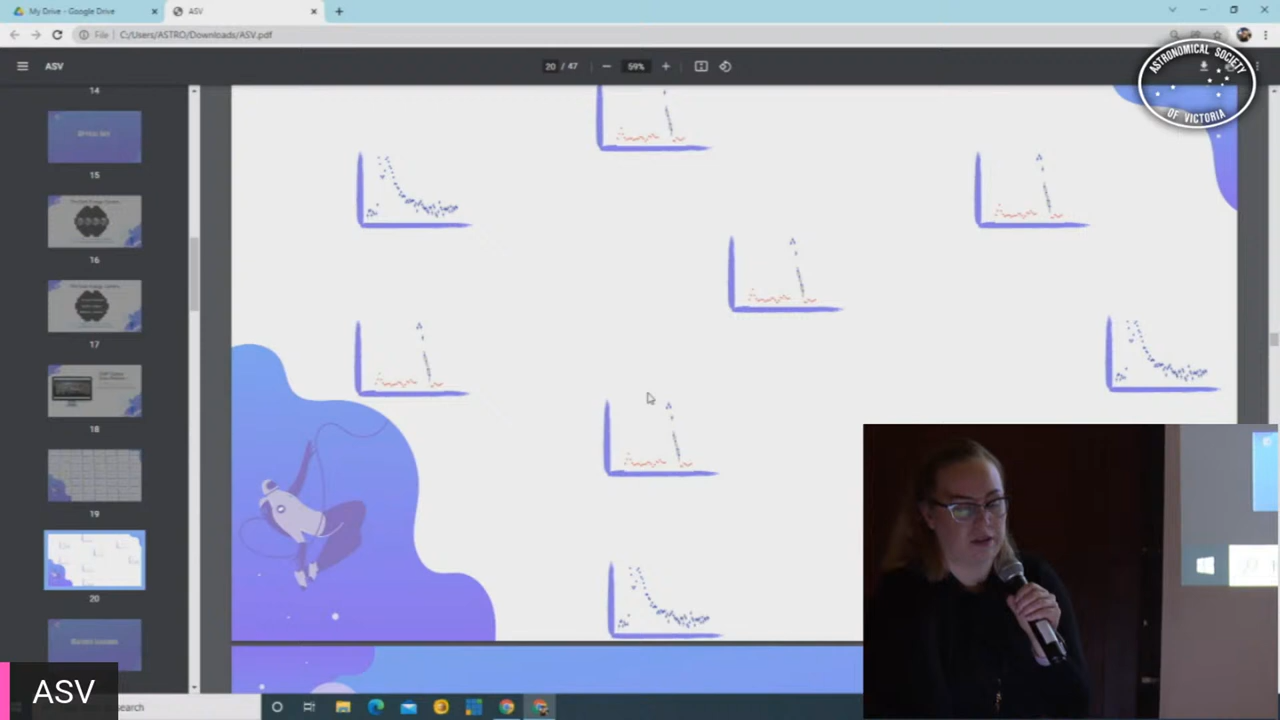 My Drive - Google Drive
ASV
File
C:/Users/ASTRO/Downloads/ASV.pdf
ASV
20 / 47
59%
ASTRONOMICAL SOCIETY
OF VICTORIA
14
15
16
17
18
19
20
ASV
search